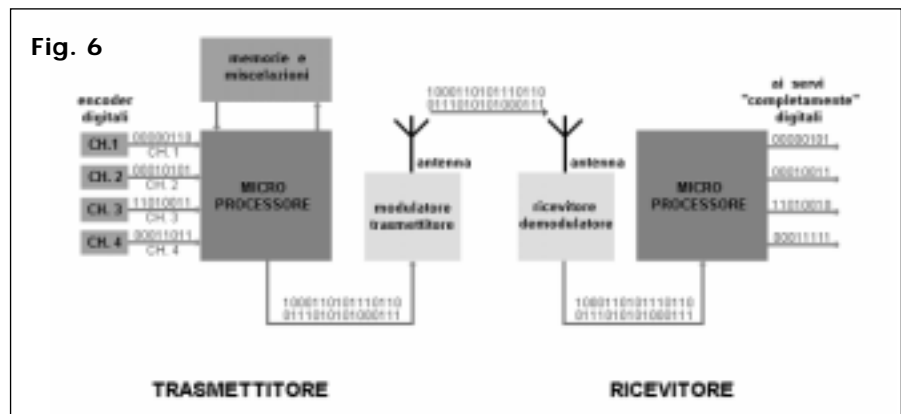 Fig. 6
memorie e
miscelazioni
encoder
digitali
CH.1 00000110
CH. 1
CH. 2 00010101
CH. 2
CH. 3 11010011
CH. 3
CH. 4 00011011
CH. 4
MICRO
PROCESSORE
1000110101110110
0111010101000111
antenna
modulatore
trasmettitore
1000110101110110
0111010101000111
antenna
ricevitore
demodulatore
1000110101110110
0111010101000111
MICRO
PROCESSORE
ai servi
"completamente"
digitali
00000101
00010011
11010010
00011111
TRASMETTITORE
RICEVITORE